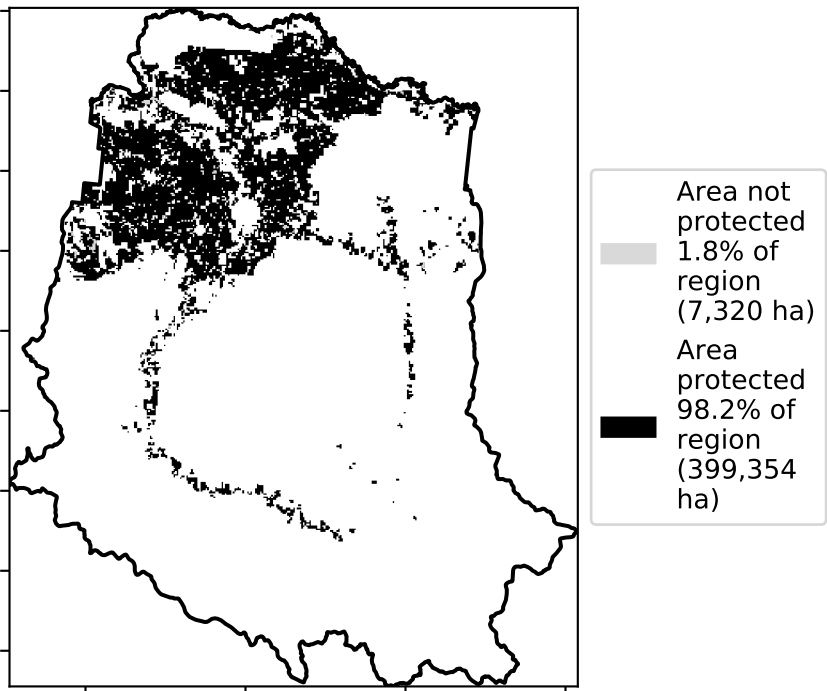 Area not
protected
1.8% of
region
(7,320 ha)
Area
protected
98.2% of
region
(399,354
ha)